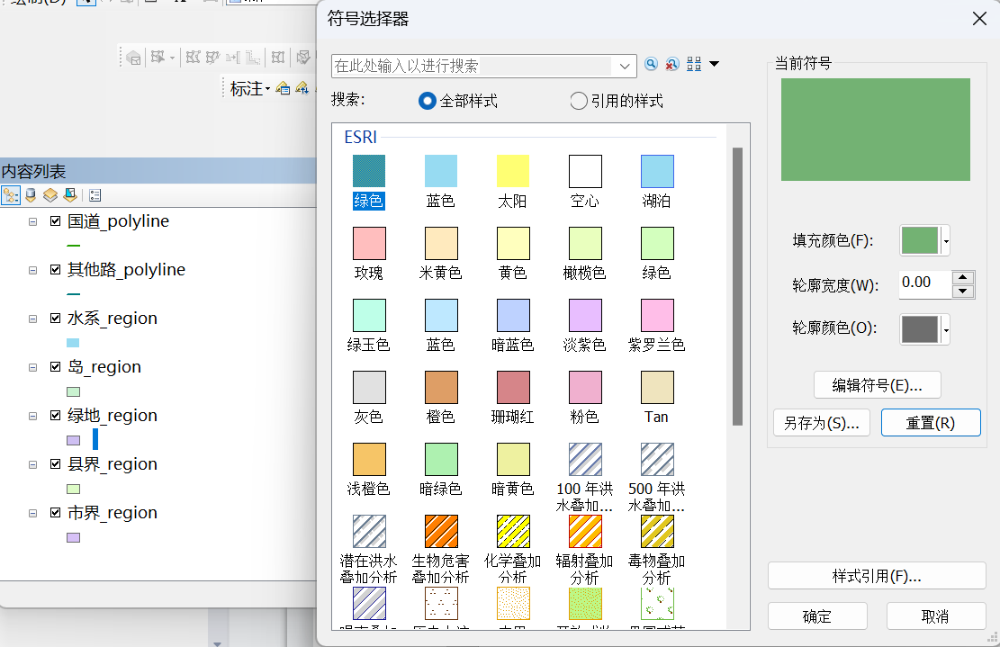 标注
内容列表
国道_polyline
其他路_polyline
水系_region
岛_region
绿地_region
县界_region
市界_region
符号选择器
在此处输入以进行搜索
搜索:
全部样式
引用的样式
ESRI
绿色 蓝色 太阳 空心 湖泊
玫瑰 米黄色 黄色 橄榄色 绿色
绿玉色 蓝色 暗蓝色 淡紫色 紫罗兰色
灰色 橙色 珊瑚红 粉色 Tan
浅橙色 暗绿色 暗黄色 100 年洪 500 年洪
水叠加... 水叠加...
潜在洪水 生物危害 化学叠加 辐射叠加 毒物叠加
叠加分析 叠加分析 分析 分析 分析
当前符号
填充颜色(F):
轮廓宽度(W):
0.00
轮廓颜色(O):
编辑符号(E)...
另存为(S)...
重置(R)
样式引用(F)...
确定
取消